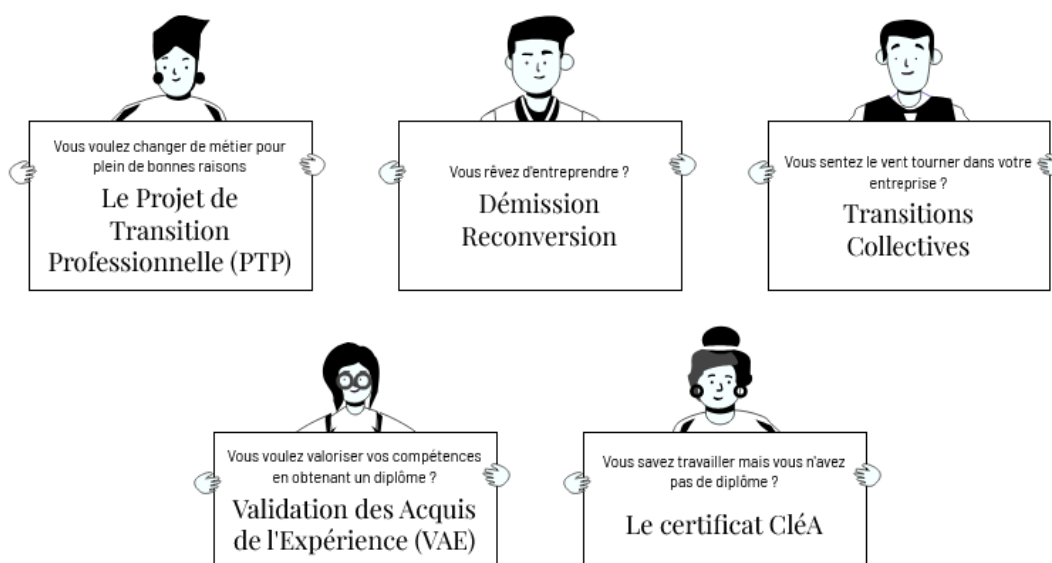 Vous voulez changer de métier pour
plein de bonnes raisons
Le Projet de
Transition
Professionnelle (PTP)
Vous rêvez d'entreprendre ?
Démission
Reconversion
Vous sentez le vent tourner dans votre
entreprise ?
Transitions
Collectives
Vous voulez valoriser vos compétences
en obtenant un diplôme ?
Validation des Acquis
de l'Expérience (VAE)
Vous savez travailler mais vous n'avez
pas de diplôme ?
Le certificat CléA